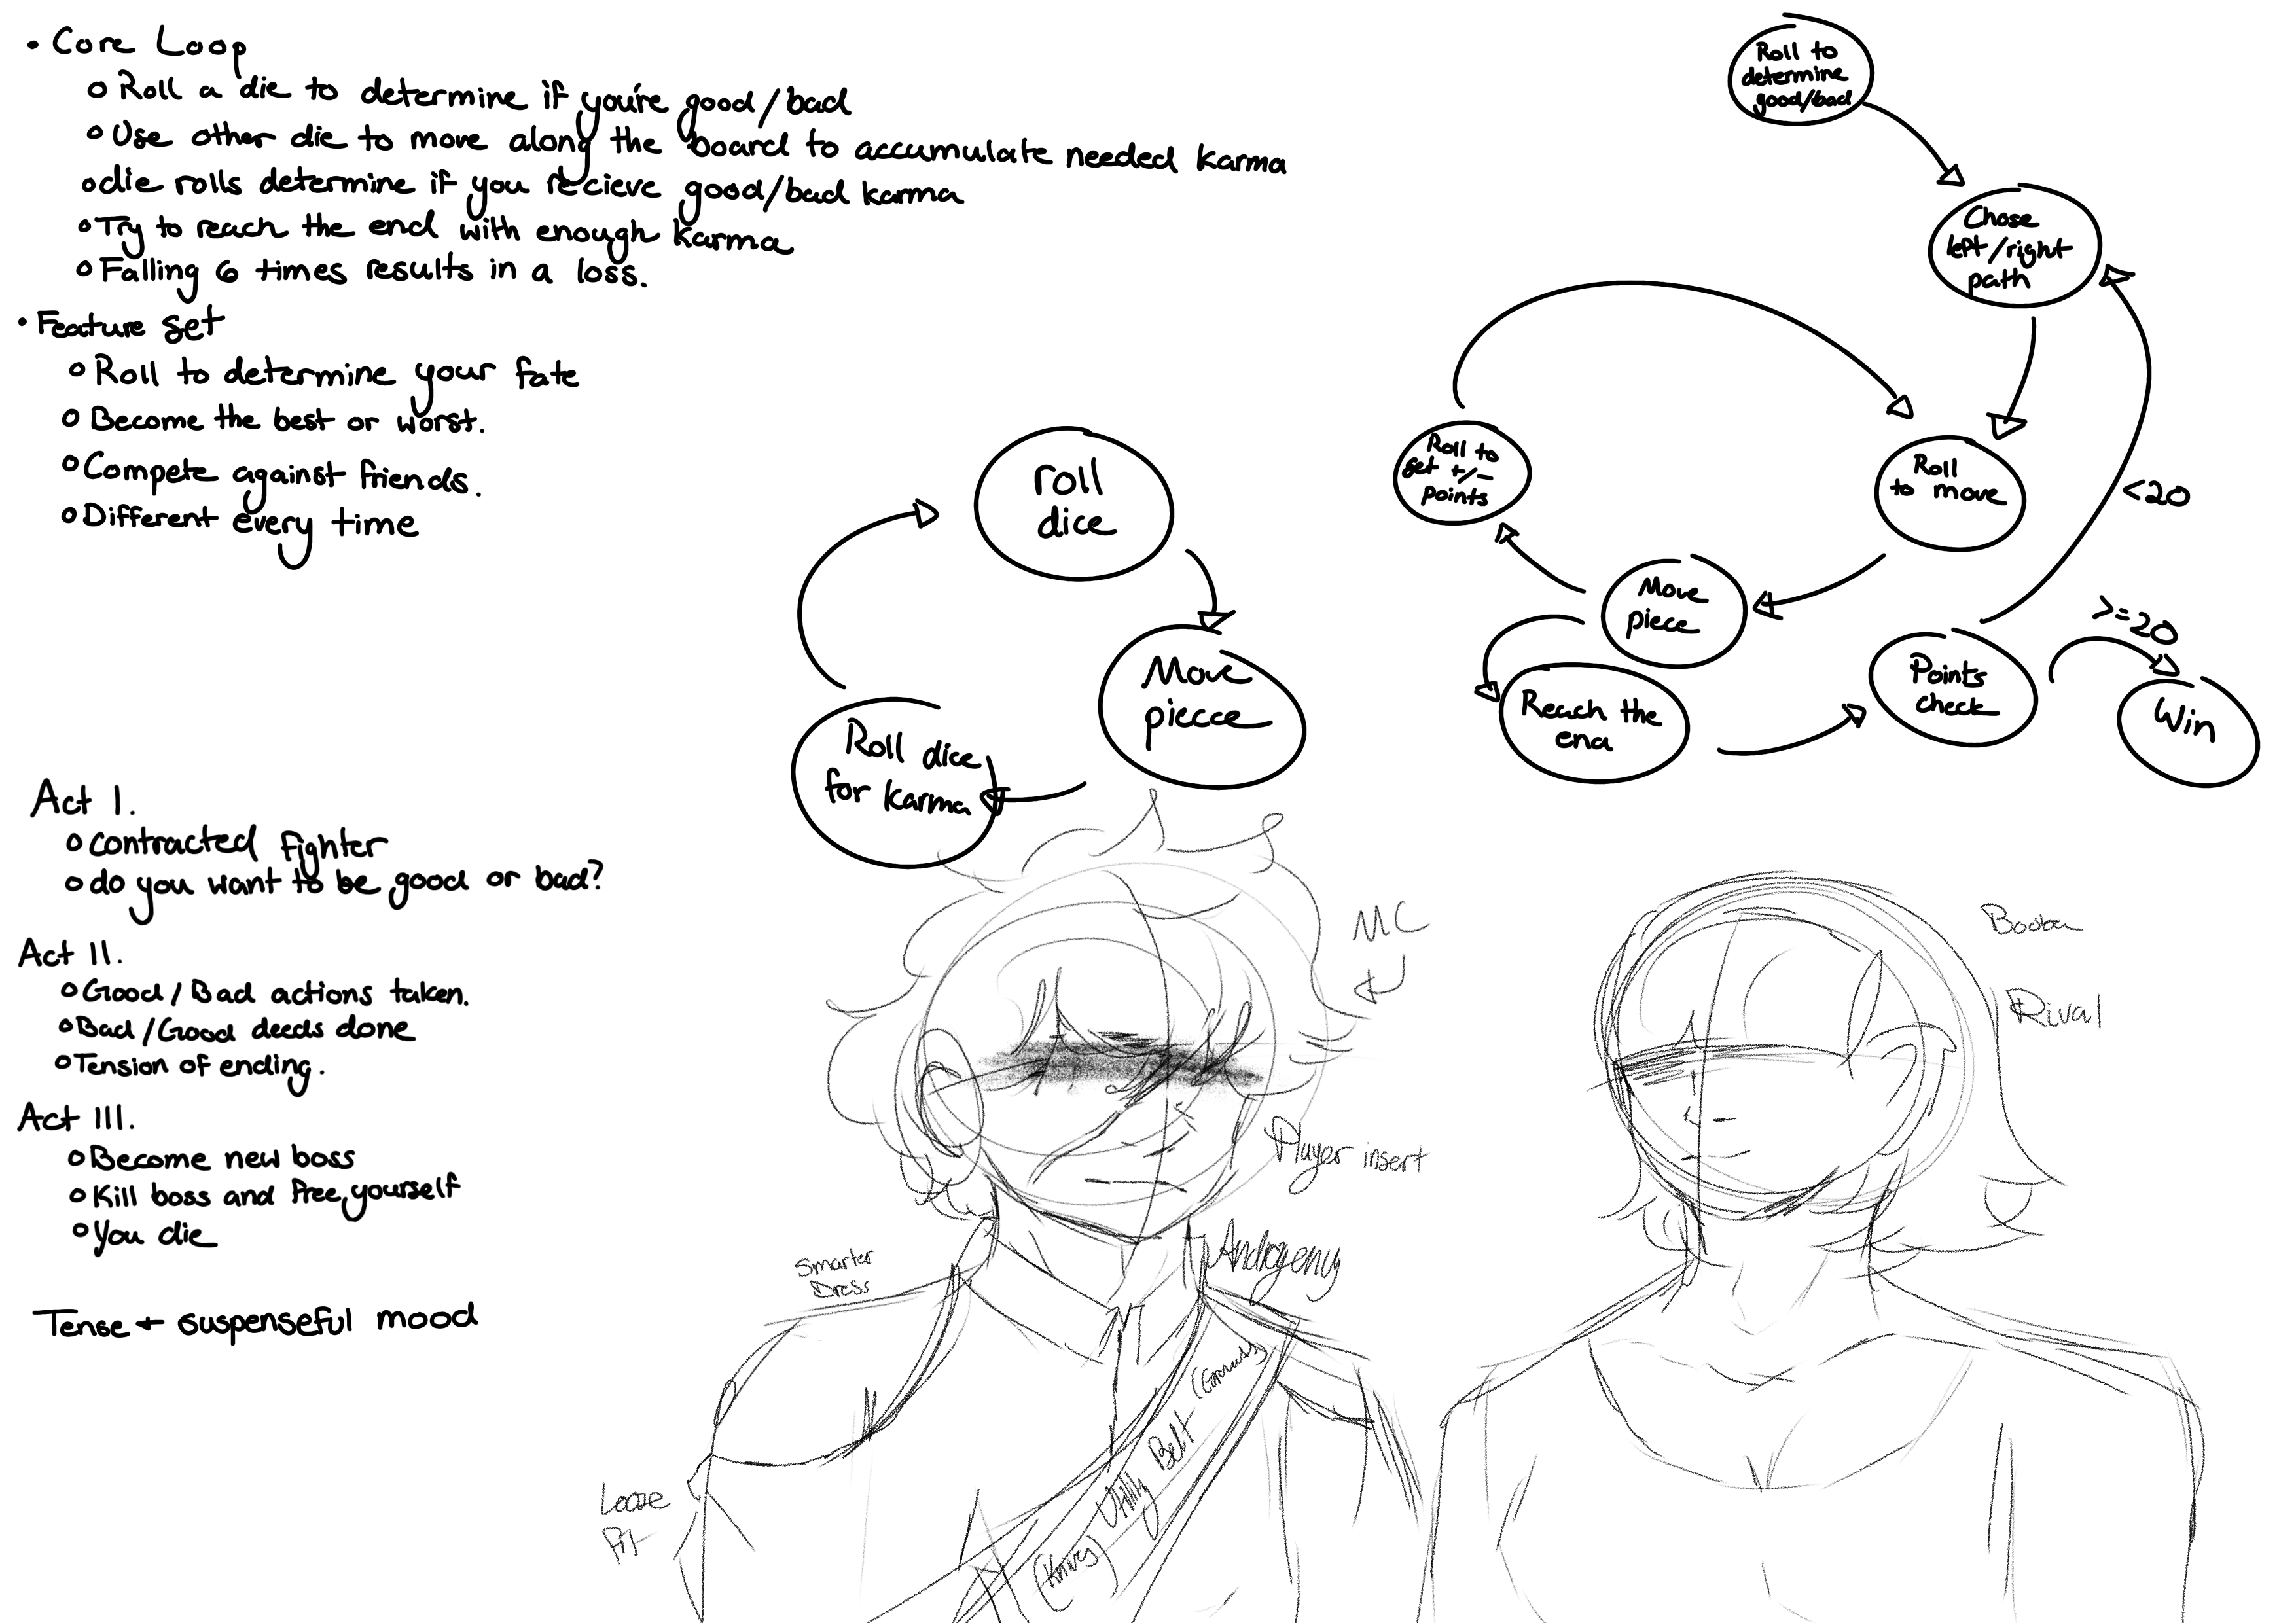 • Core Loop
o Roll a die to determine if you're good/bad
o Use other die to move along the board to accumulate needed karma
o die rolls determine if you recieve good/bad karma
o Try to reach the end with enough karma
o Falling 6 times results in a loss.
• Feature set
o Roll to determine your fate
o Become the best or worst.
o Compete against friends.
o Different every time
Act I.
o contracted fighter
o do you want to be good or bad?
Act II.
o Good / Bad actions taken.
o Bad / Good deeds done
o Tension of ending.
Act III.
o Become new boss
o Kill boss and free yourself
o You die
Tense + suspenseful mood
roll
dice
Move
piecce
Roll dice
for karma
Roll to
determine
good/bad
Chose
left/right
path
Roll
to move
Move
piece
Roll to
get +/-
points
Reach the
end
Points
check
<20
>=20
Win
MC
Player insert
Androgeny
Smarter
Dress
Loose
Fit
(Knives) Utility Belt
Booba
Rival